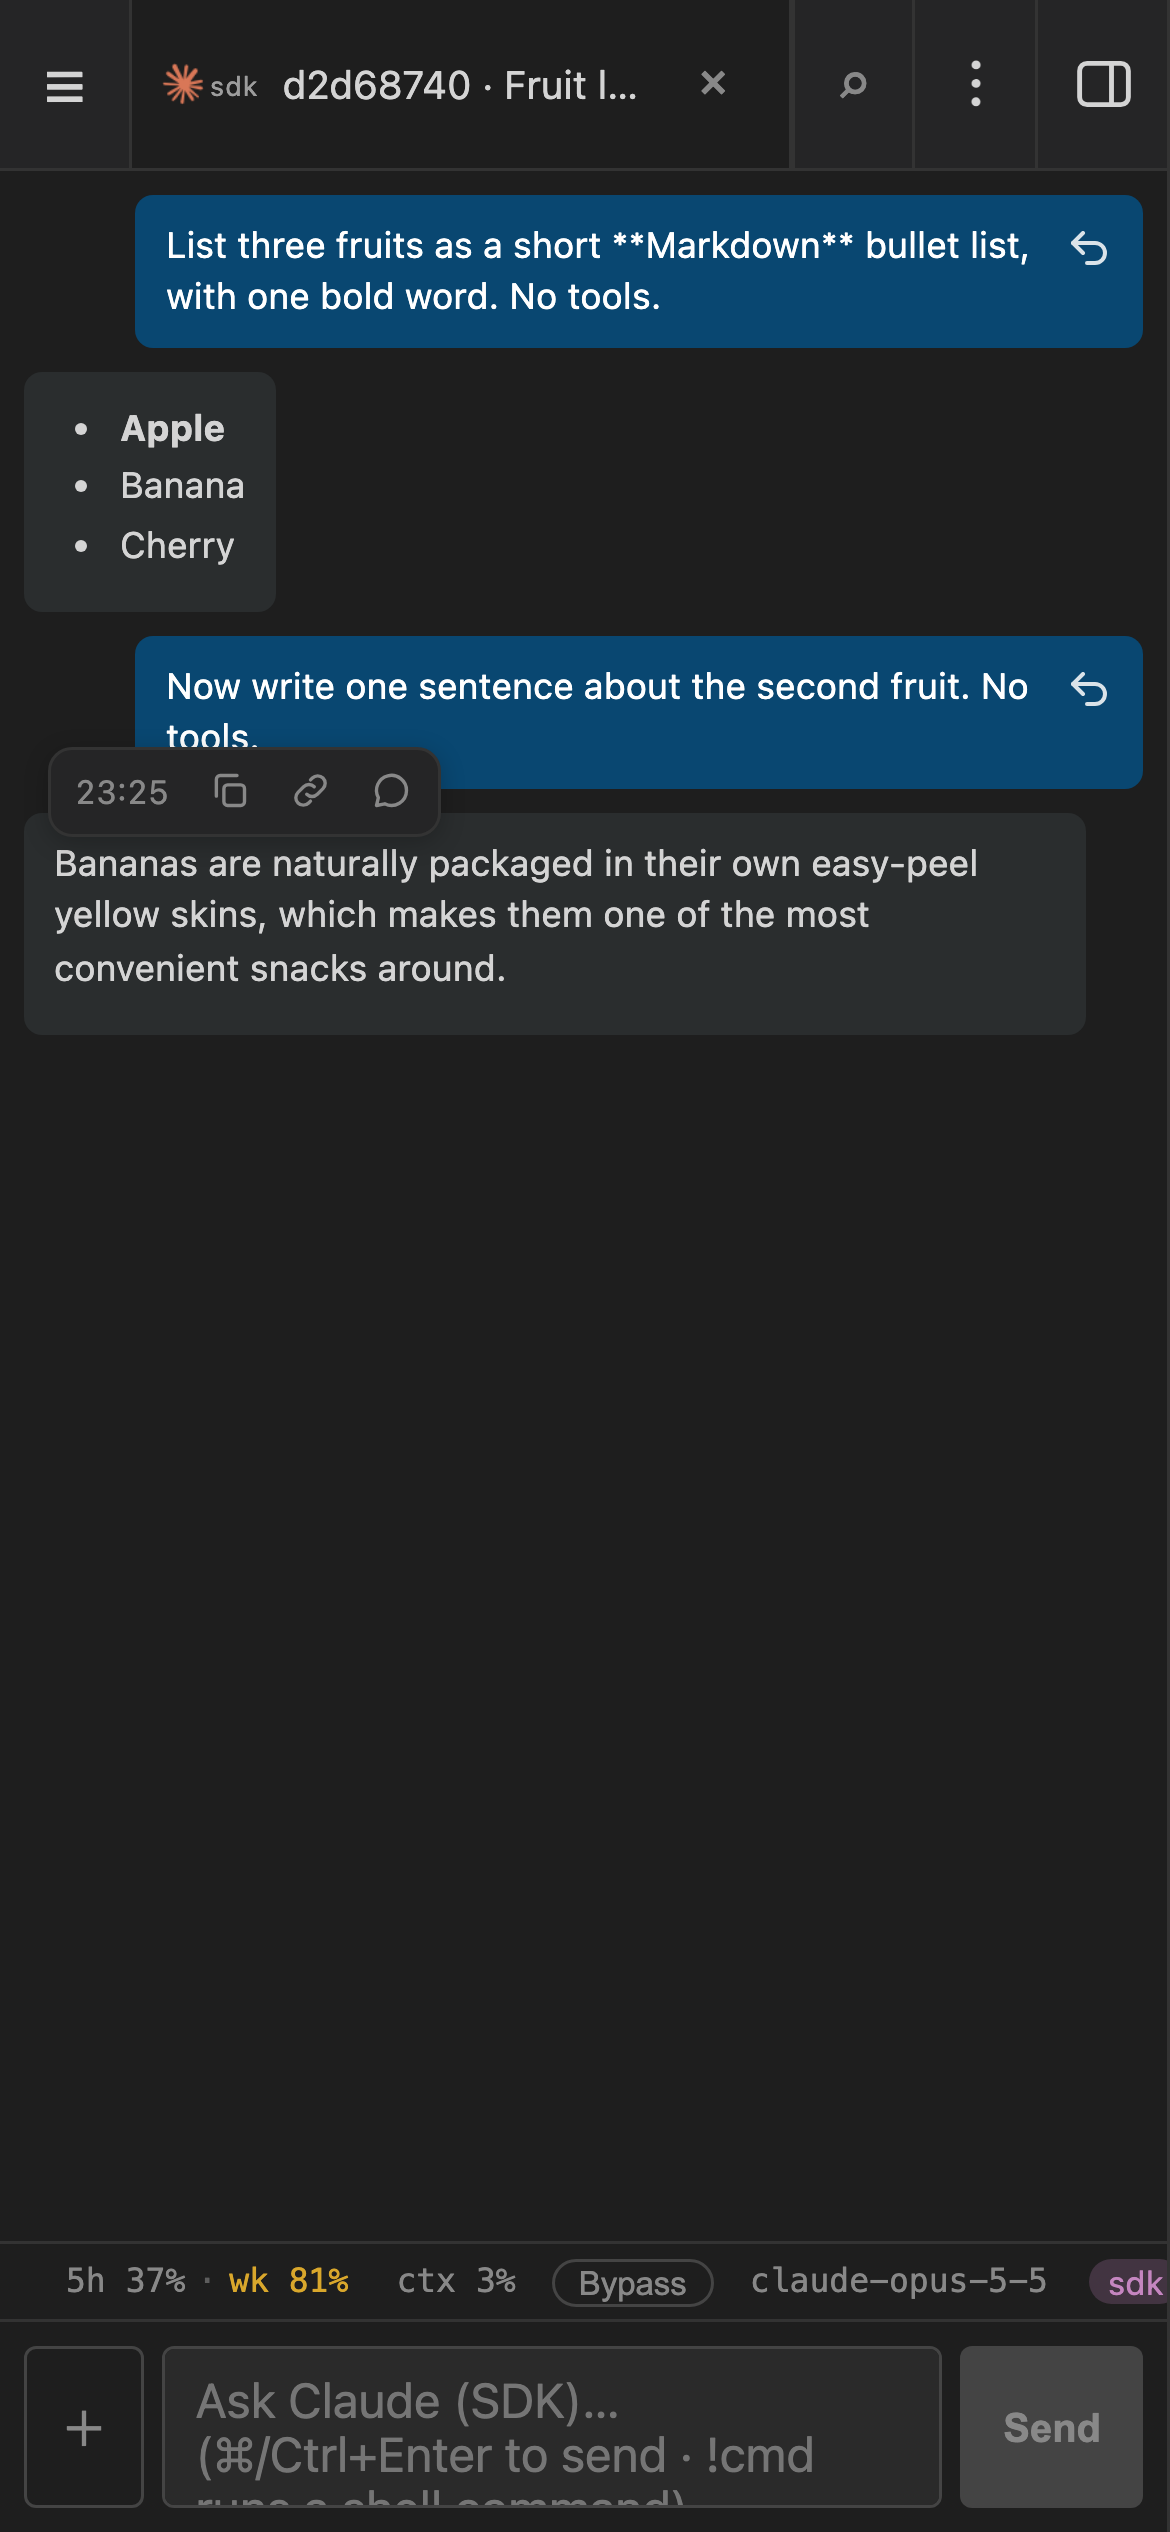 sdk d2d68740 · Fruit l...
List three fruits as a short **Markdown** bullet list,
with one bold word. No tools.
• Apple
• Banana
• Cherry
Now write one sentence about the second fruit. No
tools.
23:25
Bananas are naturally packaged in their own easy-peel
yellow skins, which makes them one of the most
convenient snacks around.
5h 37% · wk 81% ctx 3% Bypass claude-opus-5-5 sdk
Ask Claude (SDK)...
(⌘/Ctrl+Enter to send · !cmd
runs a shell command)
Send